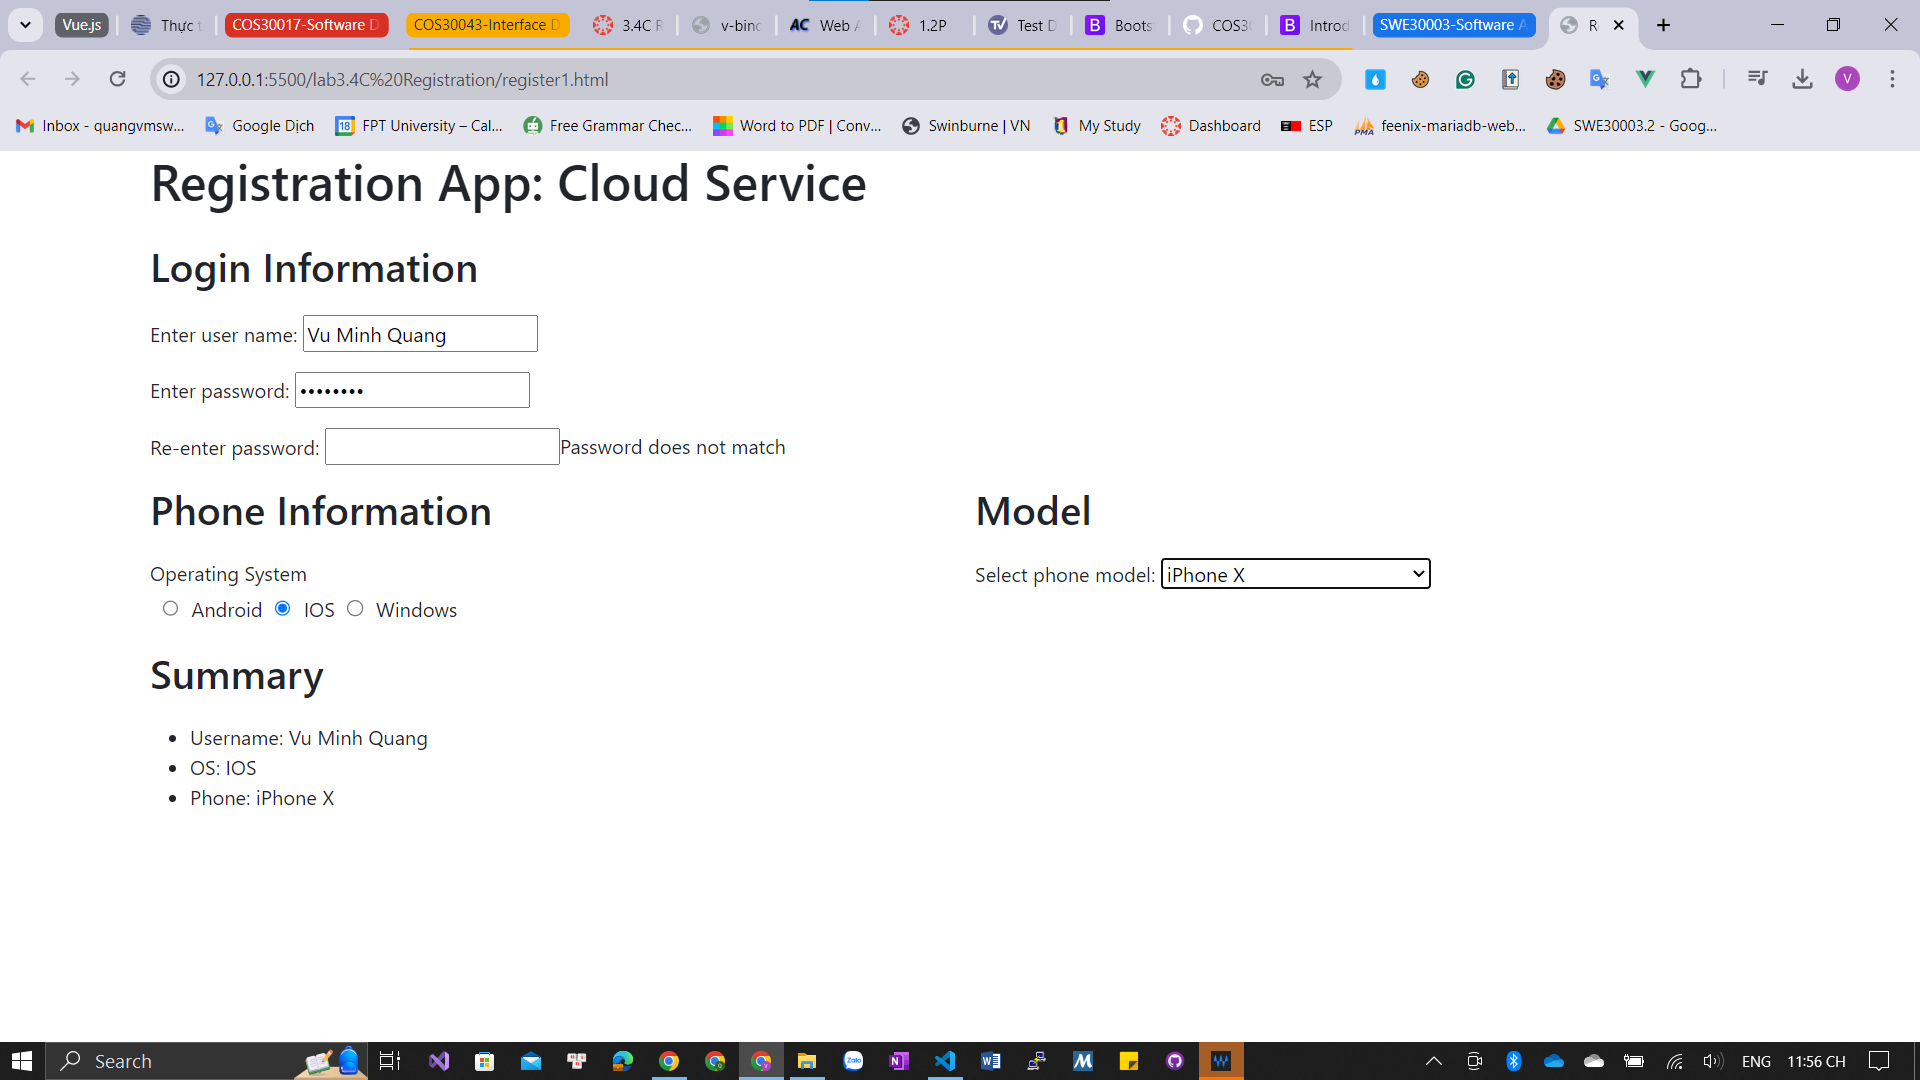 Vue.js Thực t COS30017-Software D COS30043-Interface D 3.4C R v-bind Web A 1.2P Test D Boots COS30 Introd SWE30003-Software A Re
127.0.0.1:5500/lab3.4C%20Registration/register1.html V
Inbox - quangvmsw... Google Dịch FPT University – Cal... Free Grammar Chec... Word to PDF | Conv... Swinburne | VN My Study Dashboard ESP feenix-mariadb-web... SWE30003.2 - Goog...
Registration App: Cloud Service
Login Information
Enter user name: Vu Minh Quang
Enter password: ••••••••
Re-enter password: Password does not match
Phone Information
Model
Operating System
Select phone model: iPhone X
Android IOS Windows
Summary
• Username: Vu Minh Quang
• OS: IOS
• Phone: iPhone X
Search ENG 11:56 CH